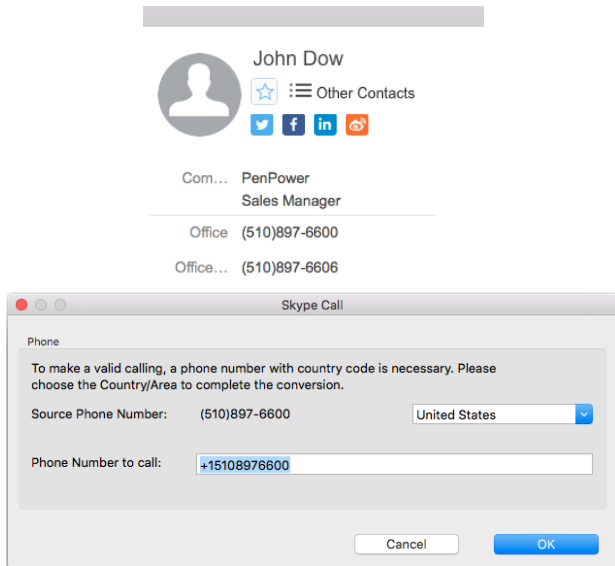 John Dow
Other Contacts
Com... PenPower
Sales Manager
Office (510)897-6600
Office... (510)897-6606
Skype Call
Phone
To make a valid calling, a phone number with country code is necessary. Please
choose the Country/Area to complete the conversion.
Source Phone Number: (510)897-6600 United States
Phone Number to call: +15108976600
Cancel OK